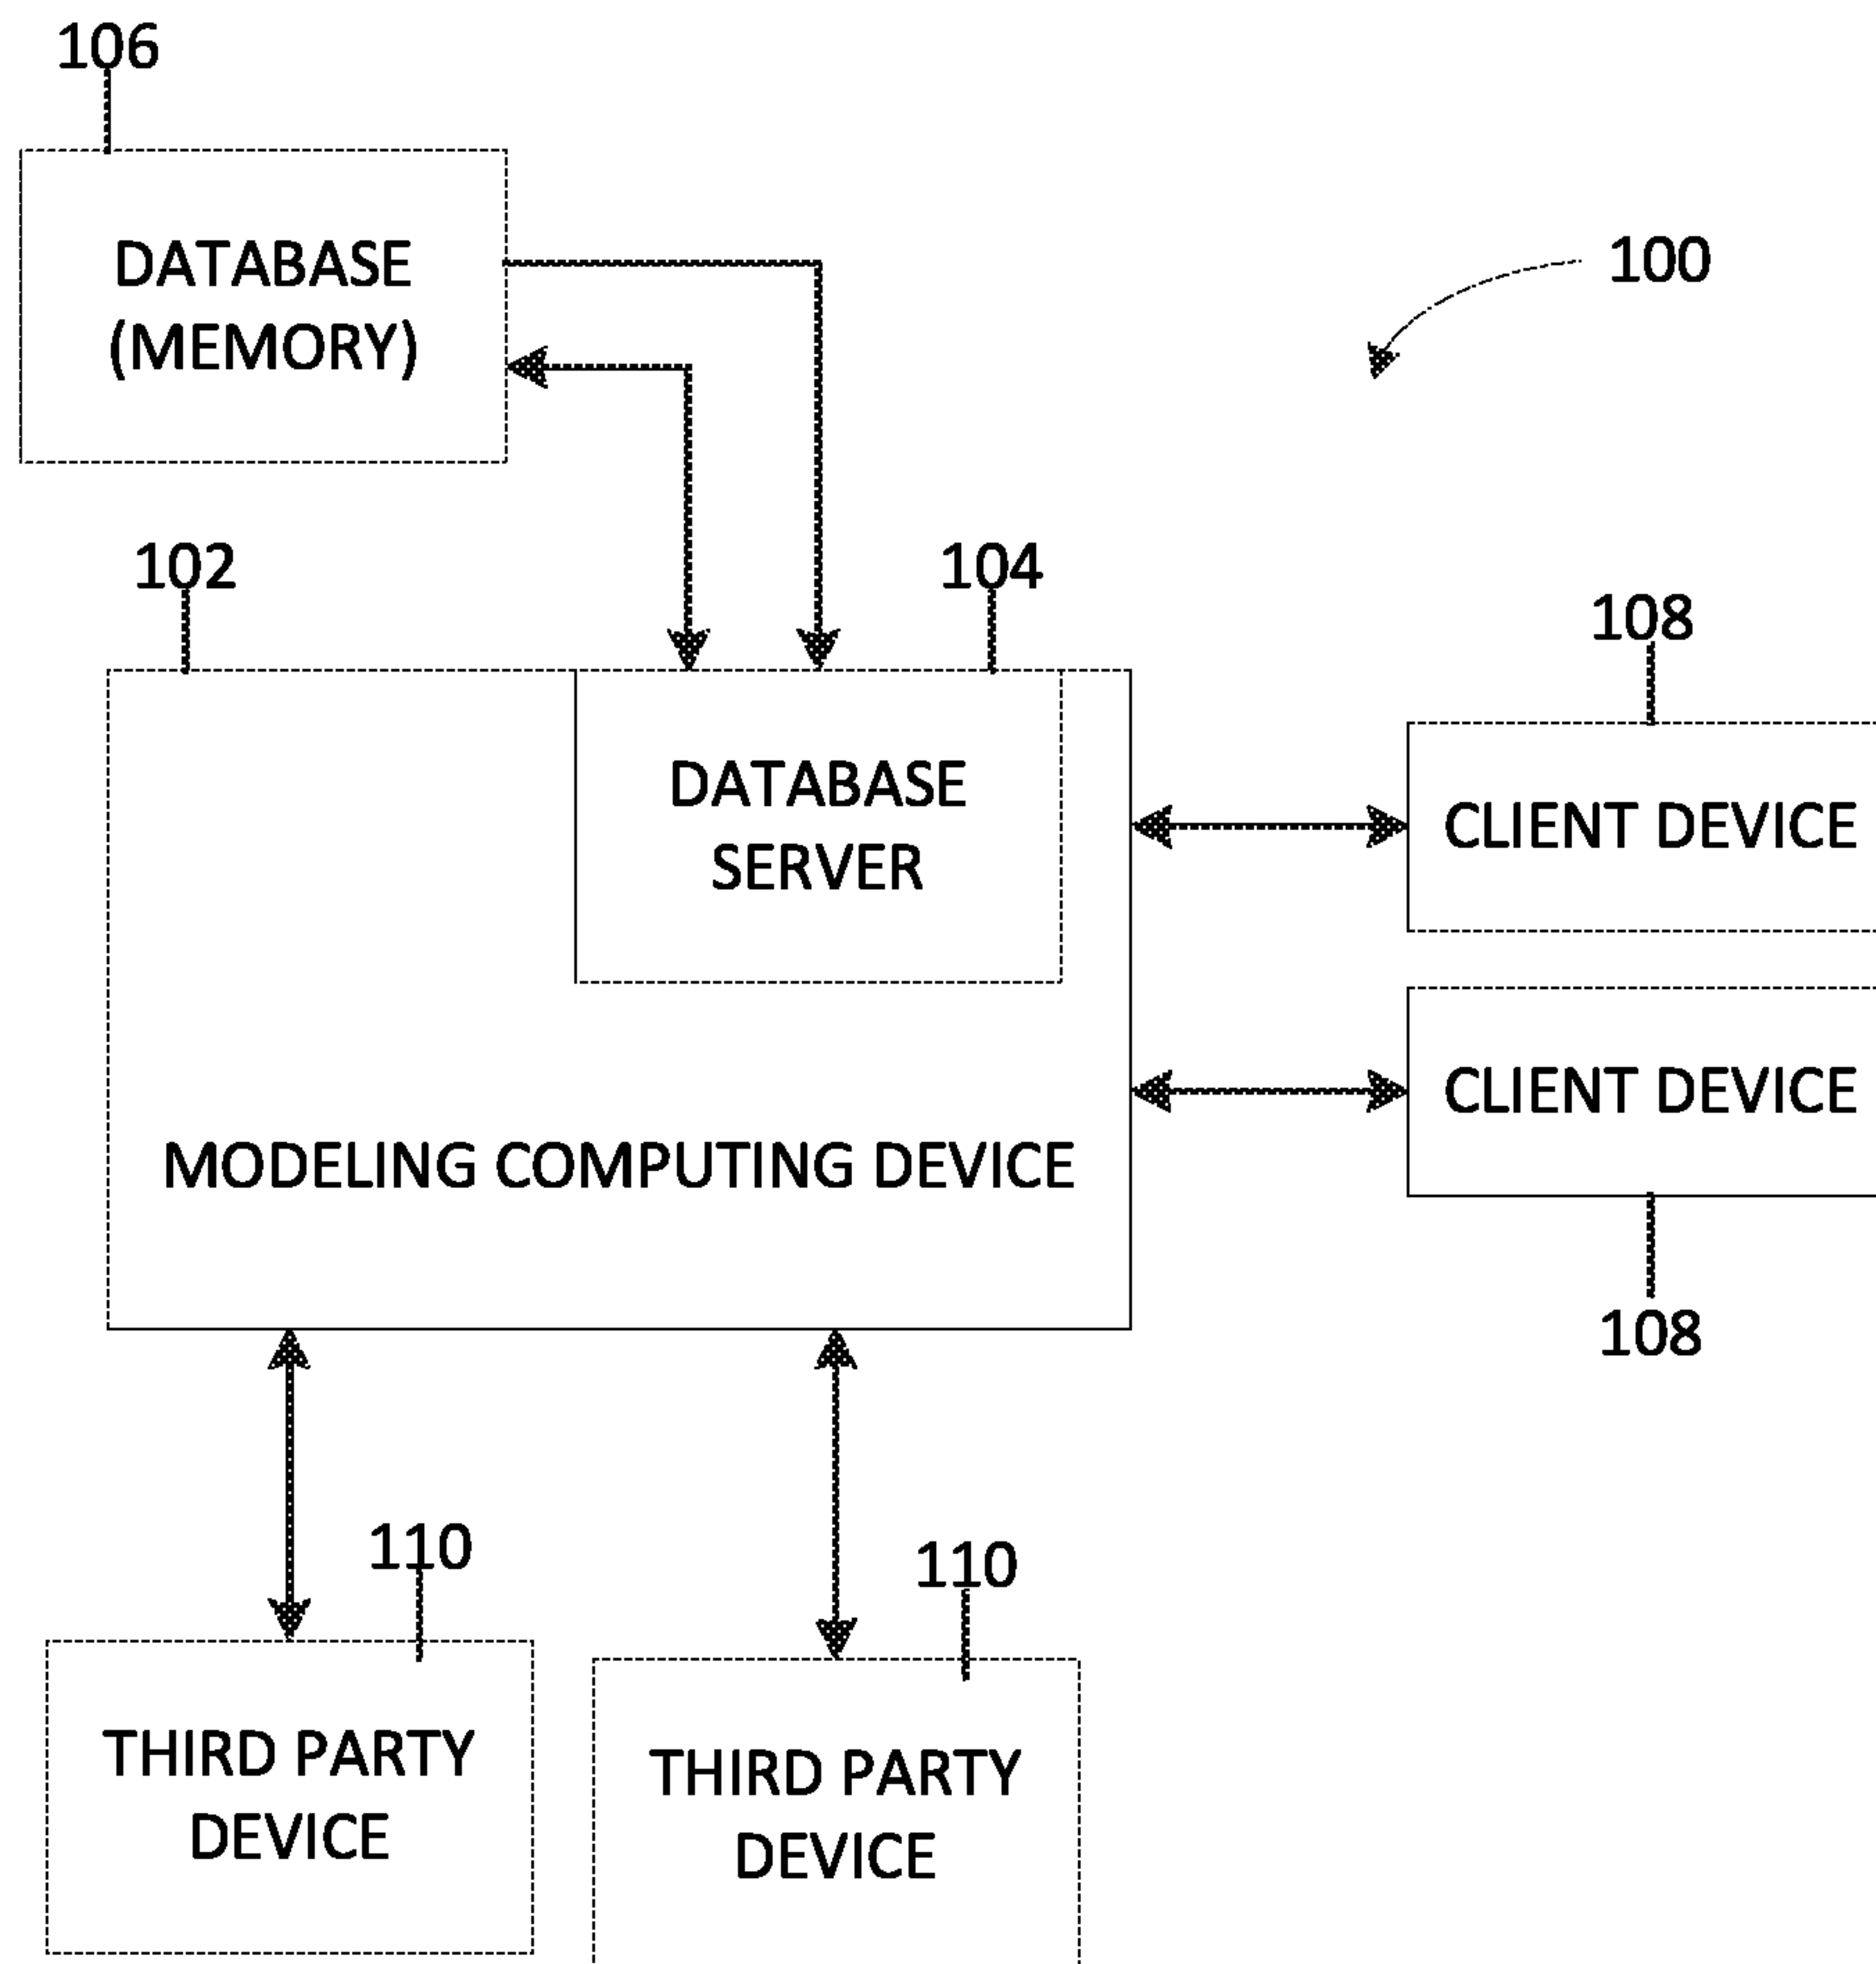 106
DATABASE
(MEMORY)
100
102
104
108
DATABASE
SERVER
CLIENT DEVICE
CLIENT DEVICE
MODELING COMPUTING DEVICE
108
110
110
THIRD PARTY
DEVICE
THIRD PARTY
DEVICE